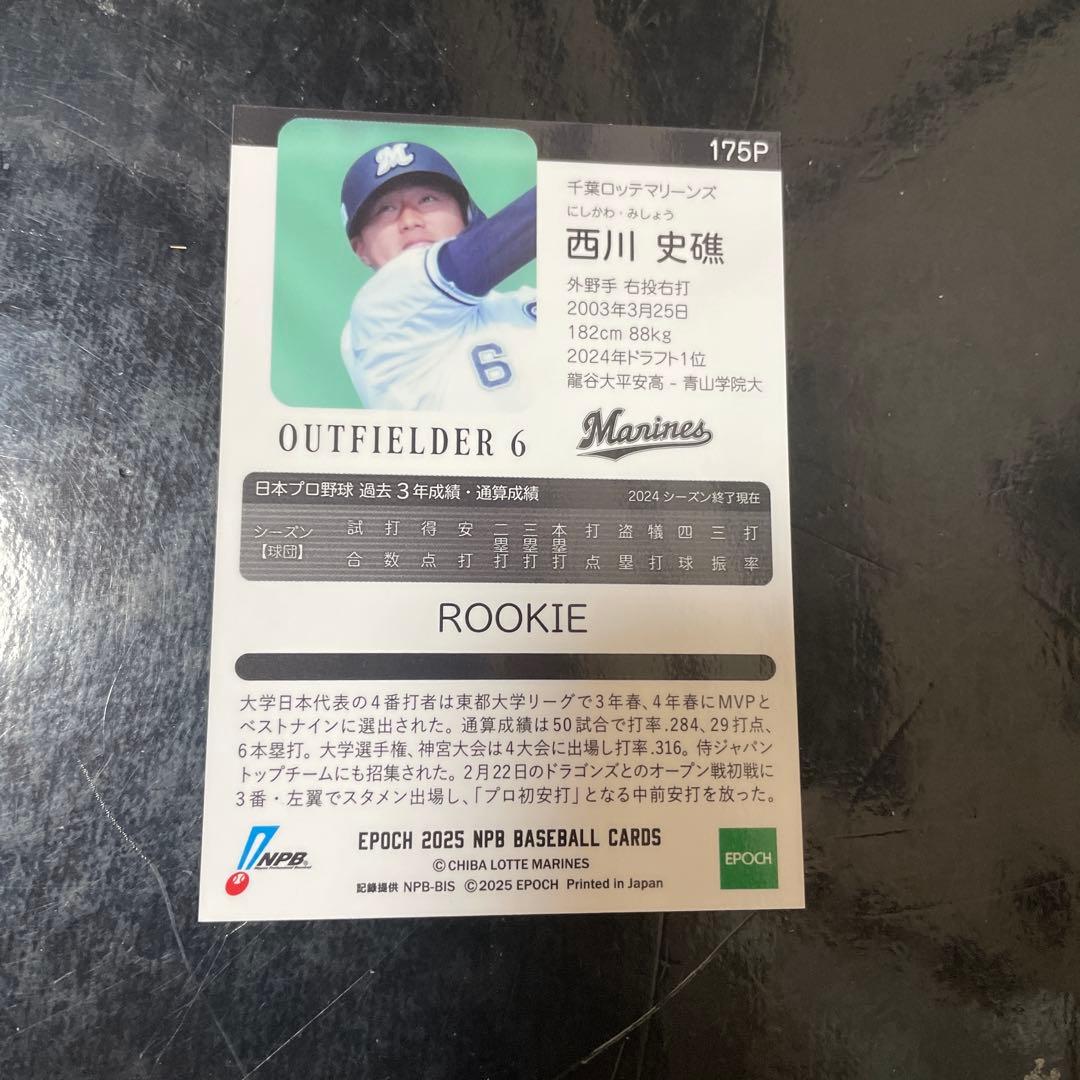 175P
M
6
千葉ロッテマリーンズ
にしかわ・みしょう
西川 史礁
外野手 右投右打
2003年3月25日
182cm 88kg
2024年ドラフト1位
龍谷大平安高 - 青山学院大
OUTFIELDER 6
Marines
日本プロ野球 過去3年成績・通算成績
2024 シーズン終了現在
シーズン【球団】 試合 打数 得点 安打 二塁打 三塁打 本塁打 打点 盗塁 犠打 四球 三振 打率
ROOKIE
大学日本代表の4番打者は東都大学リーグで3年春、4年春にMVPと
ベストナインに選出された。通算成績は50試合で打率.284、29打点、
6本塁打。大学選手権、神宮大会は4大会に出場し打率.316。侍ジャパン
トップチームにも招集された。2月22日のドラゴンズとのオープン戦初戦に
3番・左翼でスタメン出場し、「プロ初安打」となる中前安打を放った。
NPB
EPOCH 2025 NPB BASEBALL CARDS
©CHIBA LOTTE MARINES
記録提供 NPB-BIS ©2025 EPOCH Printed in Japan
EPOCH